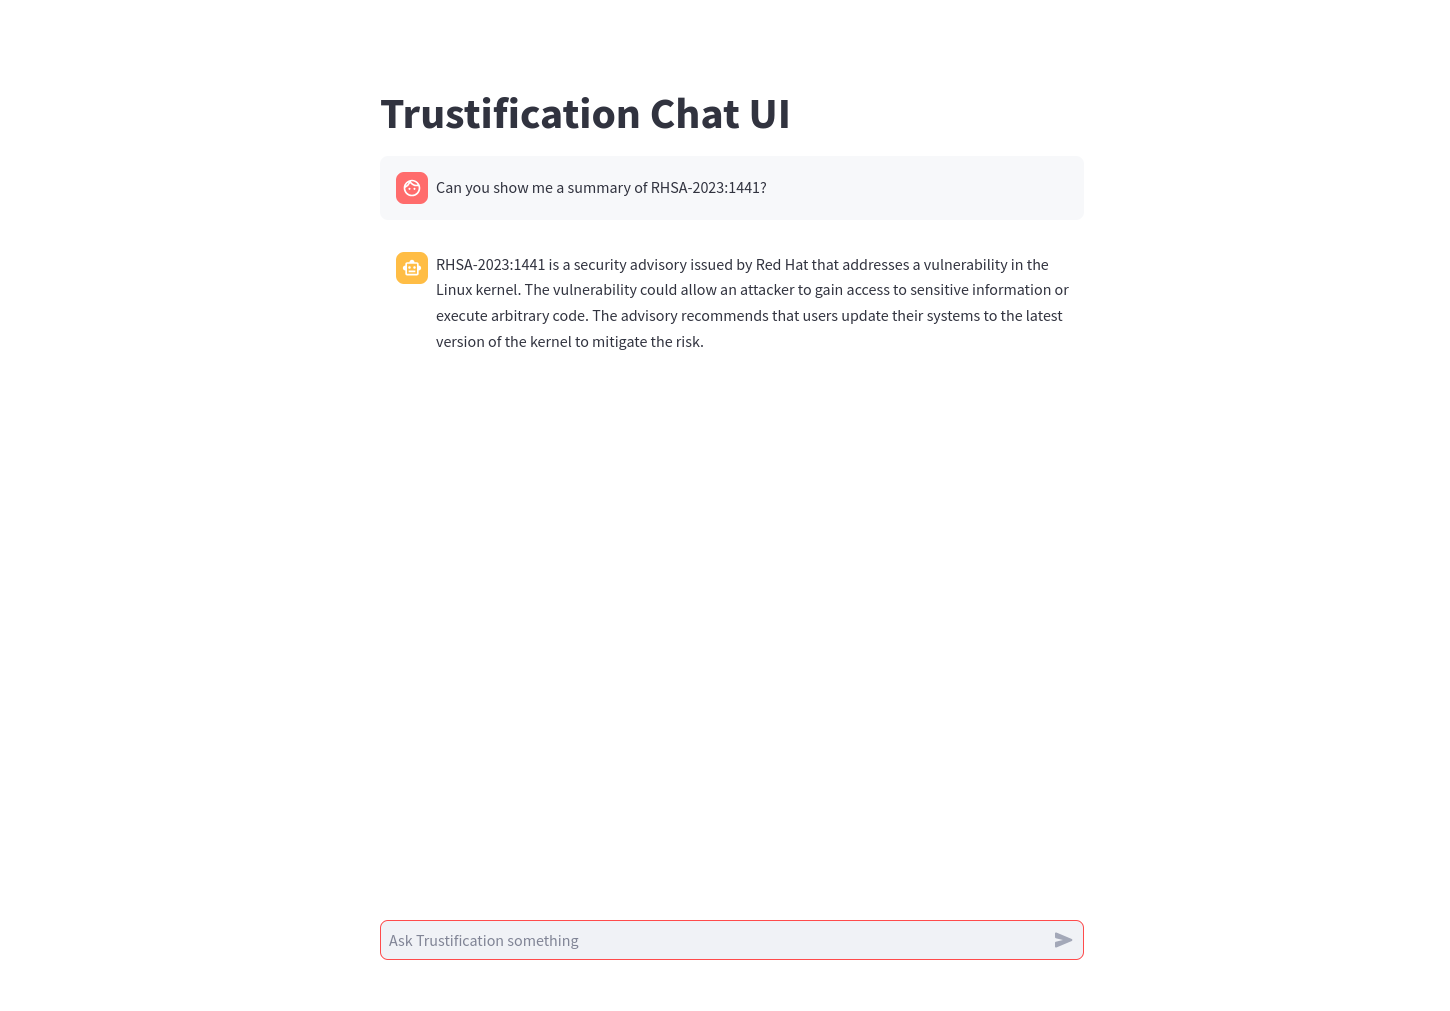 Trustification Chat UI
Can you show me a summary of RHSA-2023:1441?
RHSA-2023:1441 is a security advisory issued by Red Hat that addresses a vulnerability in the
Linux kernel. The vulnerability could allow an attacker to gain access to sensitive information or
execute arbitrary code. The advisory recommends that users update their systems to the latest
version of the kernel to mitigate the risk.
Ask Trustification something